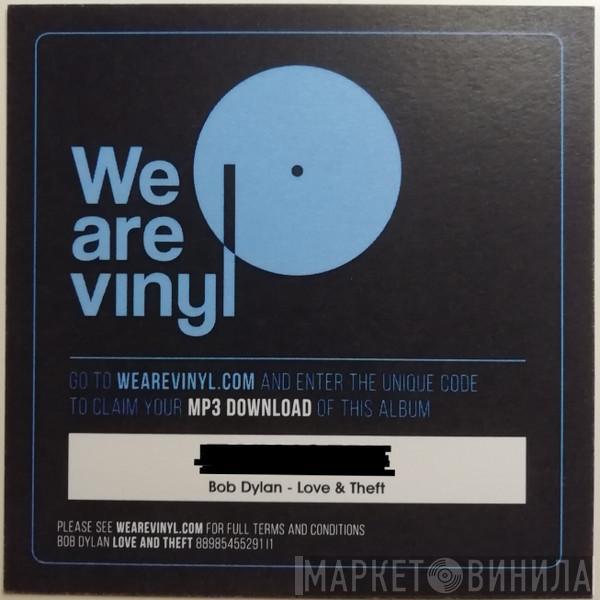 We
are
vinyl
GO TO WEAREVINYL.COM AND ENTER THE UNIQUE CODE
TO CLAIM YOUR MP3 DOWNLOAD OF THIS ALBUM
Bob Dylan - Love & Theft
PLEASE SEE WEAREVINYL.COM FOR FULL TERMS AND CONDITIONS
BOB DYLAN LOVE AND THEFT 889854552911
МАРКЕТ ВИНИЛА